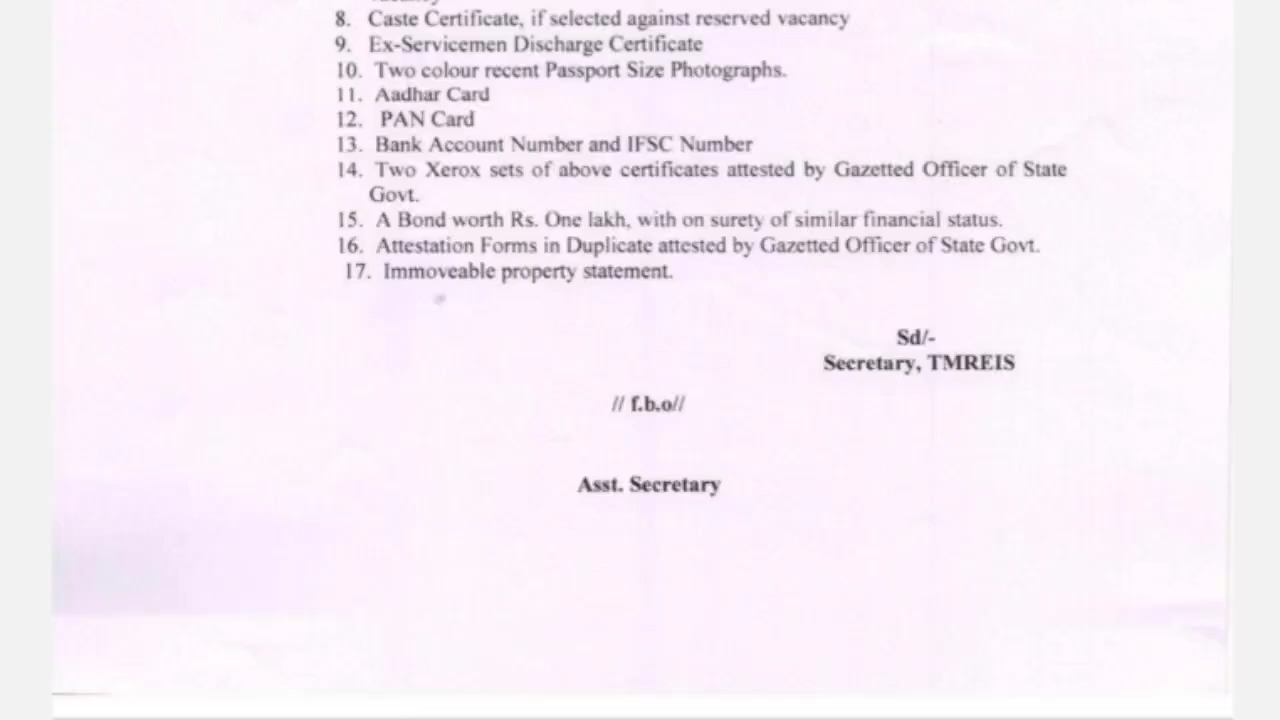 8. Caste Certificate, if selected against reserved vacancy
9. Ex-Servicemen Discharge Certificate
10. Two colour recent Passport Size Photographs.
11. Aadhar Card
12. PAN Card
13. Bank Account Number and IFSC Number
14. Two Xerox sets of above certificates attested by Gazetted Officer of State
Govt.
15. A Bond worth Rs. One lakh, with on surety of similar financial status.
16. Attestation Forms in Duplicate attested by Gazetted Officer of State Govt.
17. Immoveable property statement.
Sd/-
Secretary, TMREIS
// f.b.o//
Asst. Secretary